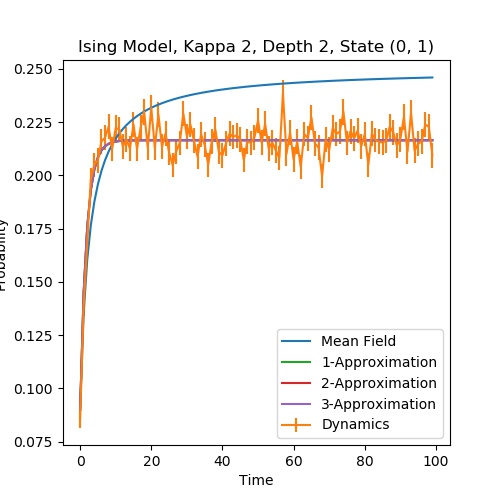 Ising Model, Kappa 2, Depth 2, State (0, 1)
0.250
0.225
0.200
0.175
0.150
0.125
0.100
0.075
Probability
Mean Field
1-Approximation
2-Approximation
3-Approximation
Dynamics
0 20 40 60 80 100
Time